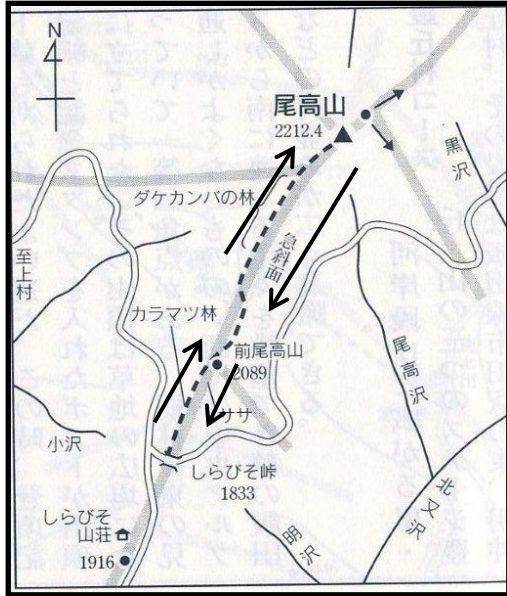 N
尾高山
2212.4
黒沢
ダケカンバの林
急斜面
至上村
カラマツ林
前尾高山
2089
尾高沢
ササ
小沢
しらびそ峠
1833
北又沢
しらびそ
山荘
1916
明沢